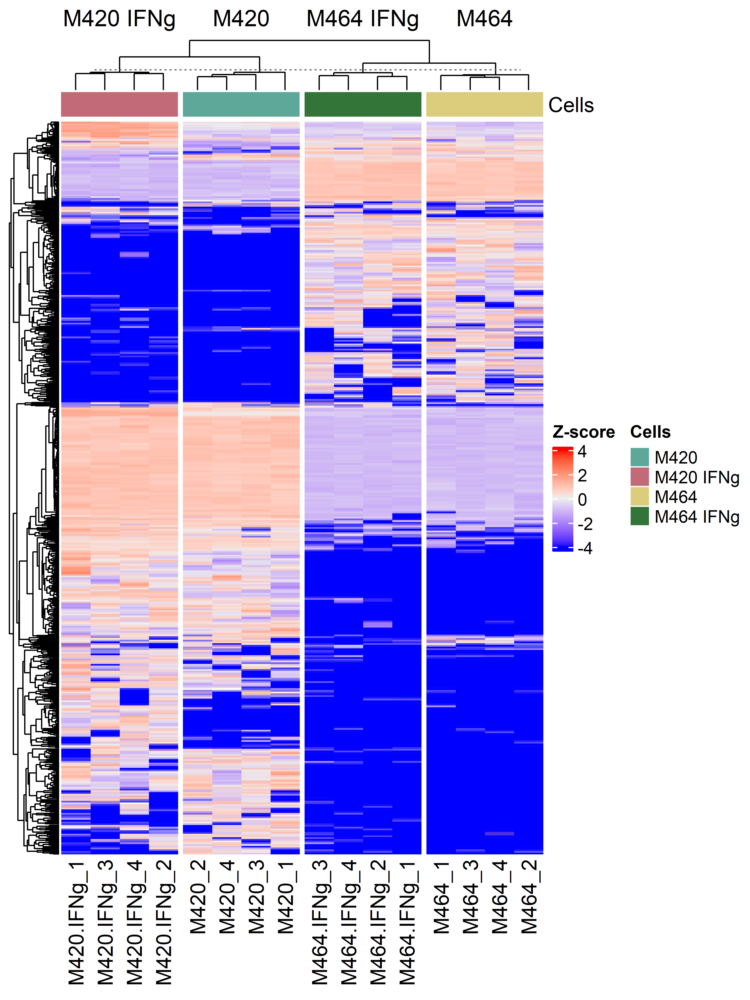 M420 IFNg M420 M464 IFNg M464
Cells
Z-score
4
2
0
-2
-4
Cells
M420
M420 IFNg
M464
M464 IFNg
M420.IFNg_1
M420.IFNg_3
M420.IFNg_4
M420.IFNg_2
M420_2
M420_4
M420_3
M420_1
M464.IFNg_3
M464.IFNg_4
M464.IFNg_2
M464.IFNg_1
M464_1
M464_3
M464_4
M464_2